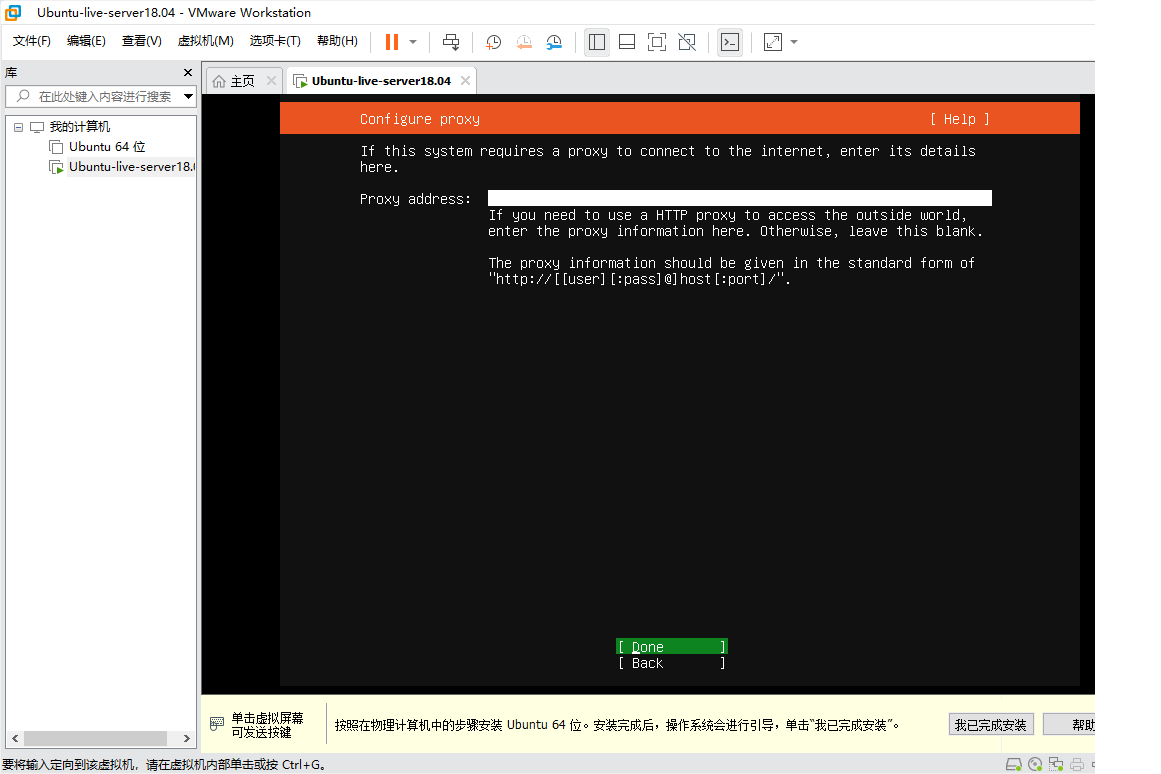 Ubuntu-live-server18.04 - VMware Workstation
文件(F) 编辑(E) 查看(V) 虚拟机(M) 选项卡(T) 帮助(H)
库
在此处键入内容进行搜索
我的计算机
Ubuntu 64 位
Ubuntu-live-server18.0
主页 Ubuntu-live-server18.04
Configure proxy [ Help ]
If this system requires a proxy to connect to the internet, enter its details
here.
Proxy address:
If you need to use a HTTP proxy to access the outside world,
enter the proxy information here. Otherwise, leave this blank.
The proxy information should be given in the standard form of
"http://[[user][:pass]@]host[:port]/".
[ Done ]
[ Back ]
单击虚拟屏幕
可发送按键
按照在物理计算机中的步骤安装 Ubuntu 64 位。安装完成后，操作系统会进行引导，单击“我已完成安装”。
我已完成安装 帮助
要将输入定向到该虚拟机，请在虚拟机内部单击或按 Ctrl+G。